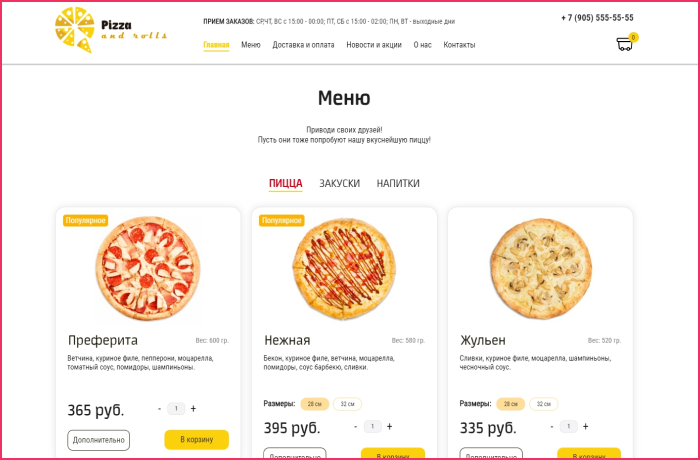 Pizza
and rolls
ПРИЕМ ЗАКАЗОВ: СР,ЧТ, ВС с 15:00 - 00:00; ПТ, СБ с 15:00 - 02:00; ПН, ВТ - выходные дни
+ 7 (905) 555-55-55
Главная Меню Доставка и оплата Новости и акции О нас Контакты
0
Меню
Приводи своих друзей!
Пусть они тоже попробуют нашу вкуснейшую пиццу!
ПИЦЦА ЗАКУСКИ НАПИТКИ
Популярное
Преферита
Вес: 600 гр.
Ветчина, куриное филе, пепперони, моцарелла,
томатный соус, помидоры, шампиньоны.
365 руб.
- 1 +
Дополнительно
В корзину
Популярное
Нежная
Вес: 580 гр.
Бекон, куриное филе, ветчина, моцарелла,
помидоры, соус барбекю, сливки.
Размеры: 28 см 32 см
395 руб.
- 1 +
Дополнительно
В корзину
Жульен
Вес: 520 гр.
Сливки, куриное филе, моцарелла, шампиньоны,
чесночный соус.
Размеры: 28 см 32 см
335 руб.
- 1 +
Дополнительно
В корзину